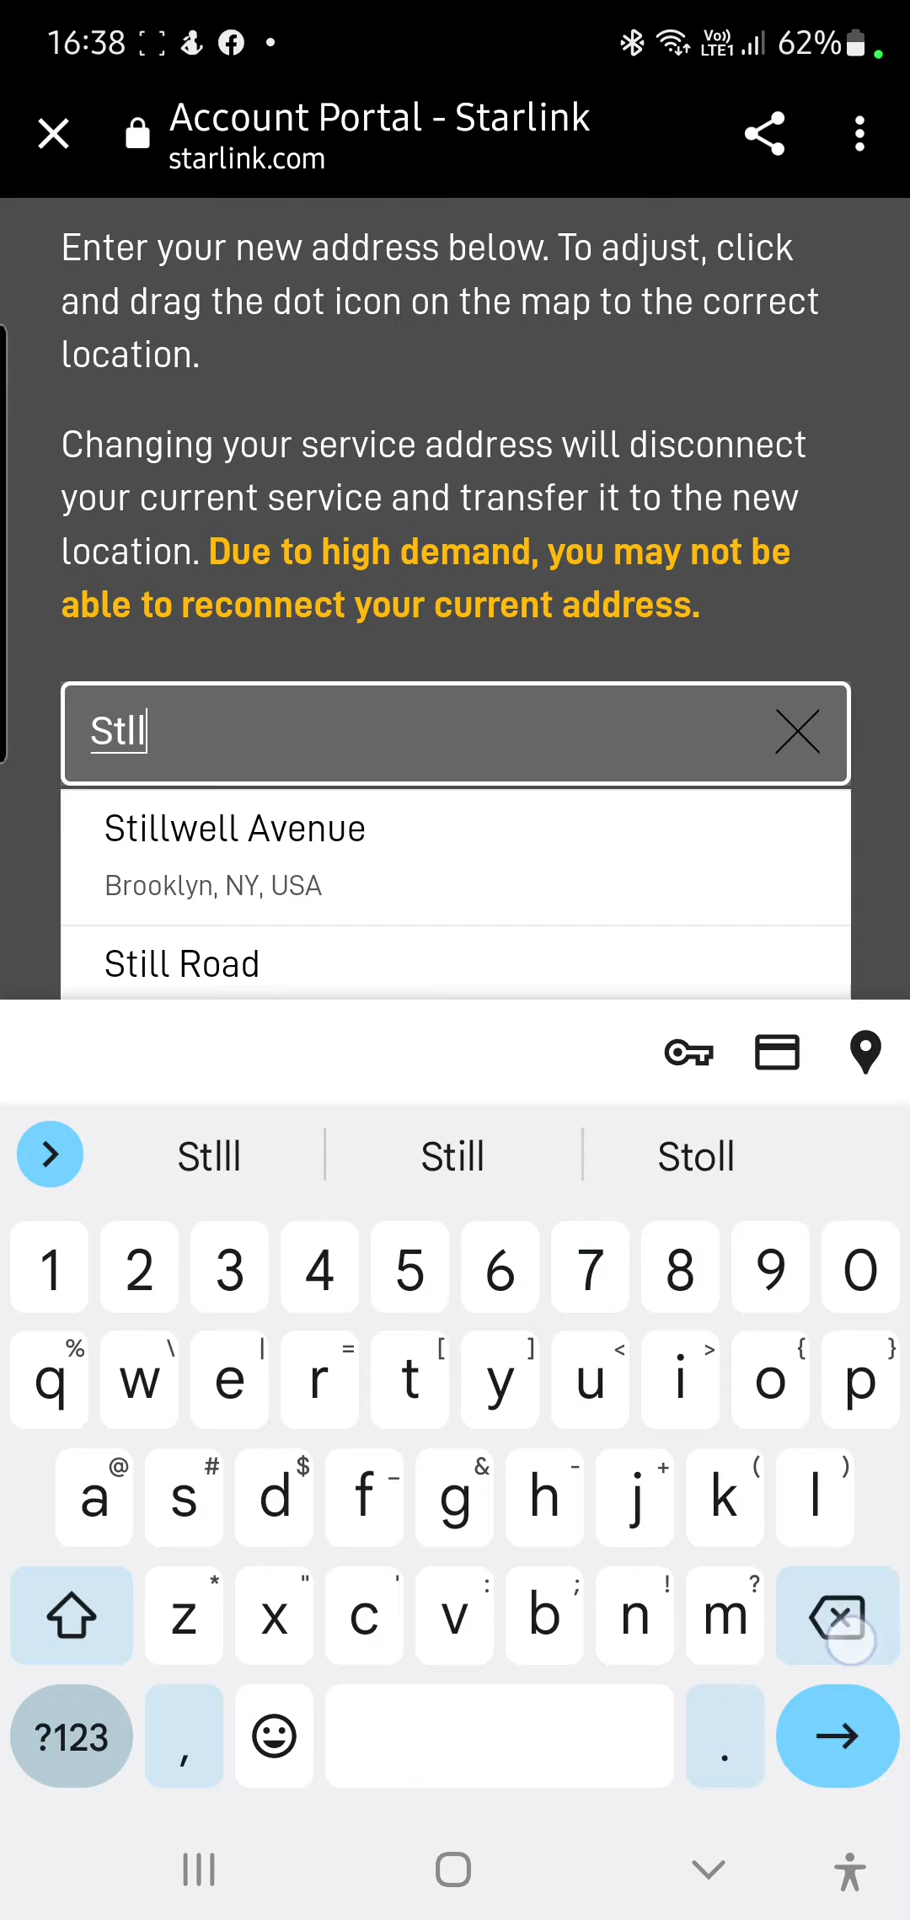 16:38
Vo))
LTE1
62%
Account Portal - Starlink
starlink.com
Enter your new address below. To adjust, click
and drag the dot icon on the map to the correct
location.
Changing your service address will disconnect
your current service and transfer it to the new
location. Due to high demand, you may not be
able to reconnect your current address.
Stll
Stillwell Avenue
Brooklyn, NY, USA
Still Road
Stlll Still Stoll
1 2 3 4 5 6 7 8 9 0
% \ | = [ ] < > { }
q w e r t y u i o p
@ # $ _ & - + ( )
a s d f g h j k l
* " ' : ; ! ?
z x c v b n m
?123 , .